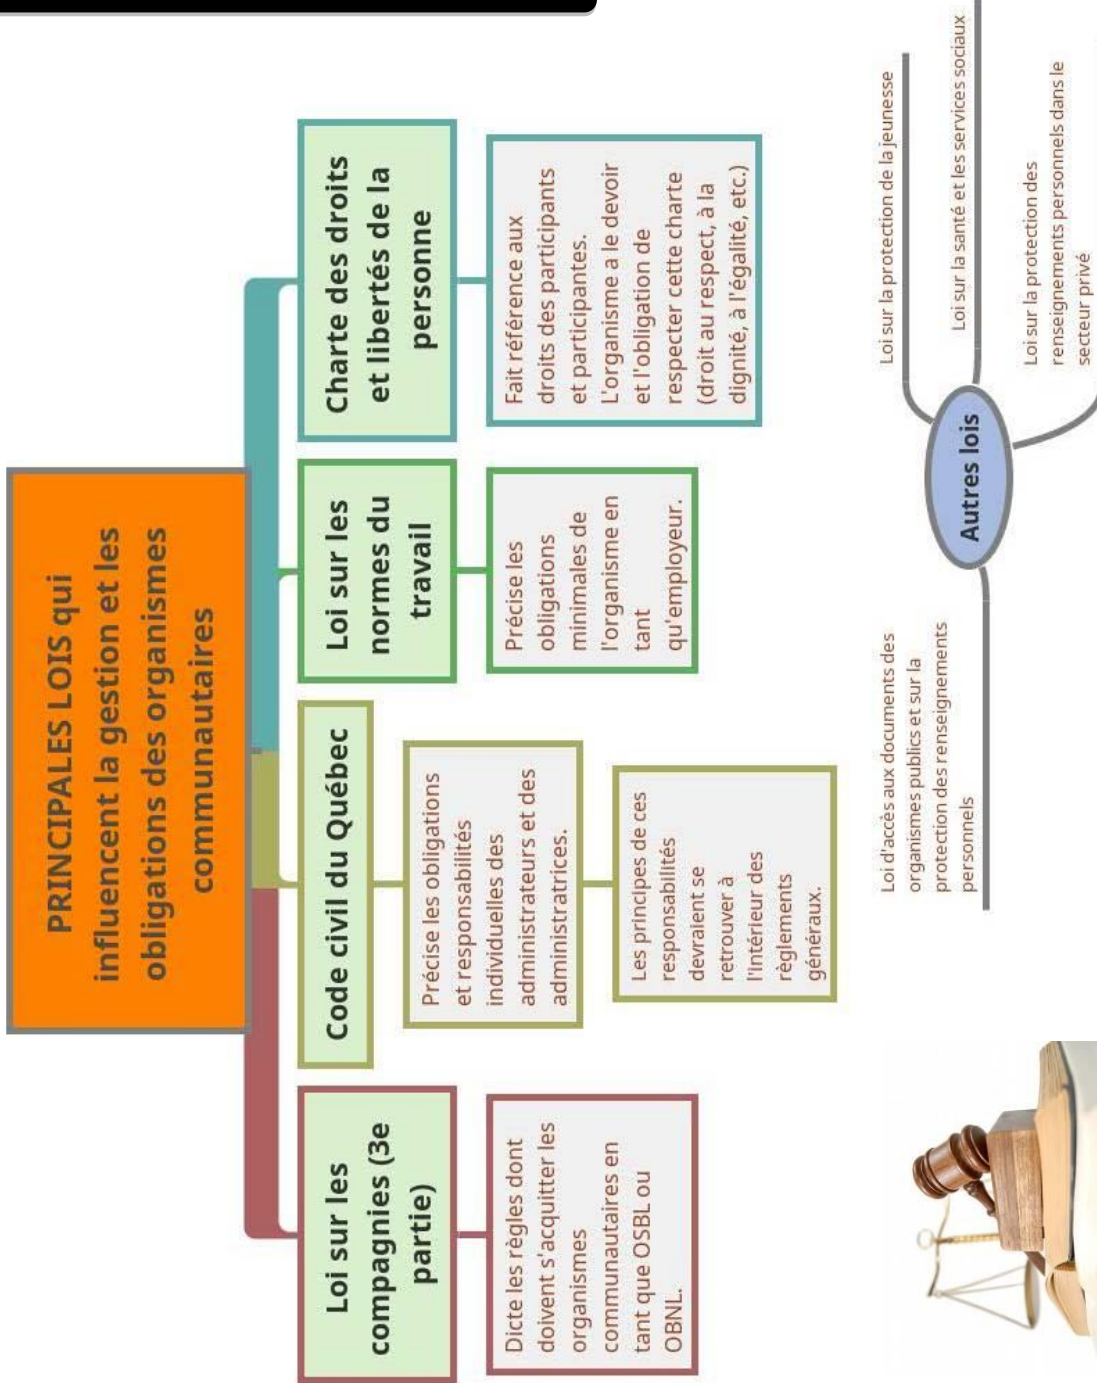 PRINCIPALES LOIS qui
influencent la gestion et les
obligations des organismes
communautaires
Loi sur les
compagnies (3e
partie)
Dicte les règles dont
doivent s'acquitter les
organismes
communautaires en
tant que OSBL ou
OBNL.
Code civil du Québec
Précise les obligations
et responsabilités
individuelles des
administrateurs et des
administratrices.
Les principes de ces
responsabilités
devraient se
retrouver à
l'intérieur des
règlements
généraux.
Loi sur les
normes du
travail
Précise les
obligations
minimales de
l'organisme en
tant
qu'employeur.
Charte des droits
et libertés de la
personne
Fait référence aux
droits des participants
et participantes.
L'organisme a le devoir
et l'obligation de
respecter cette charte
(droit au respect, à la
dignité, à l'égalité, etc.)
Autres lois
Loi d'accès aux documents des
organismes publics et sur la
protection des renseignements
personnels
Loi sur la protection de la jeunesse
Loi sur la santé et les services sociaux
Loi sur la protection des
renseignements personnels dans le
secteur privé